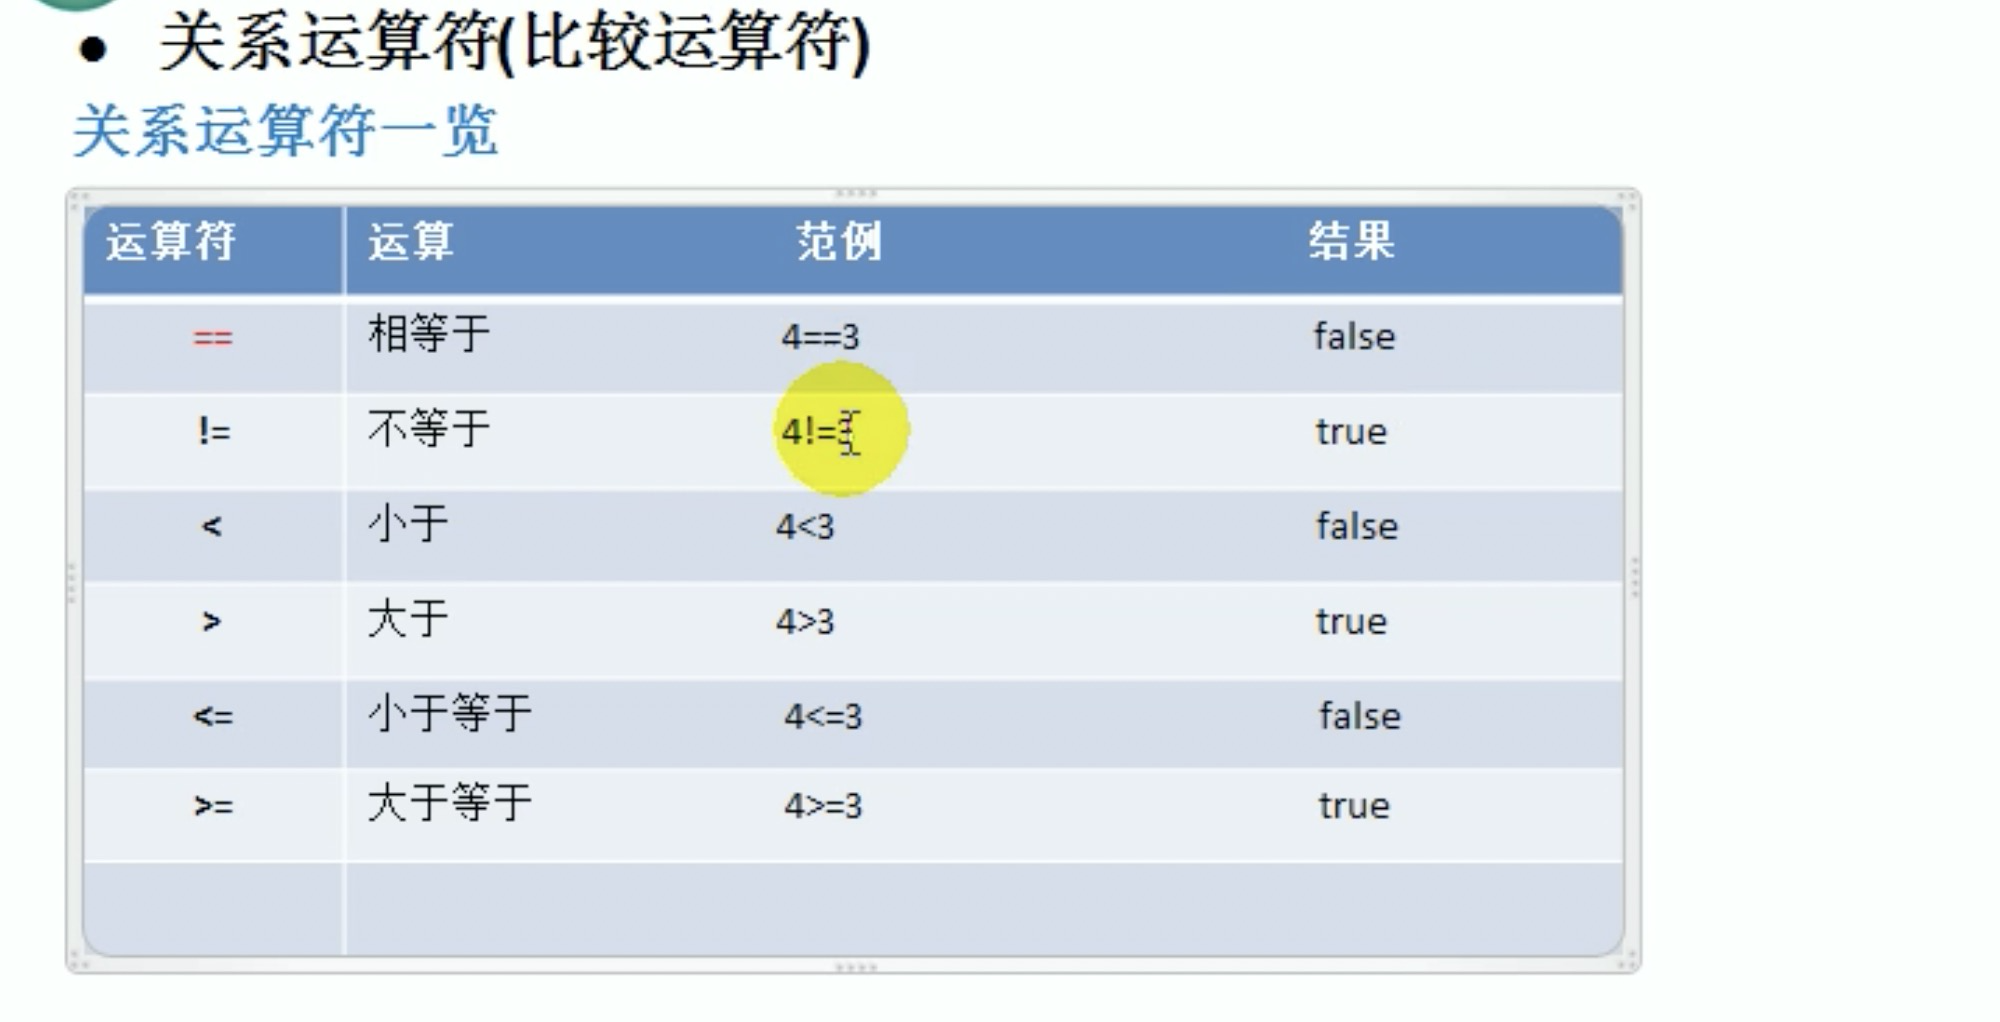 ● 关系运算符(比较运算符)
关系运算符一览
运算符 运算 范例 结果
== 相等于 4==3 false
!= 不等于 4!=3 true
< 小于 4<3 false
> 大于 4>3 true
<= 小于等于 4<=3 false
>= 大于等于 4>=3 true